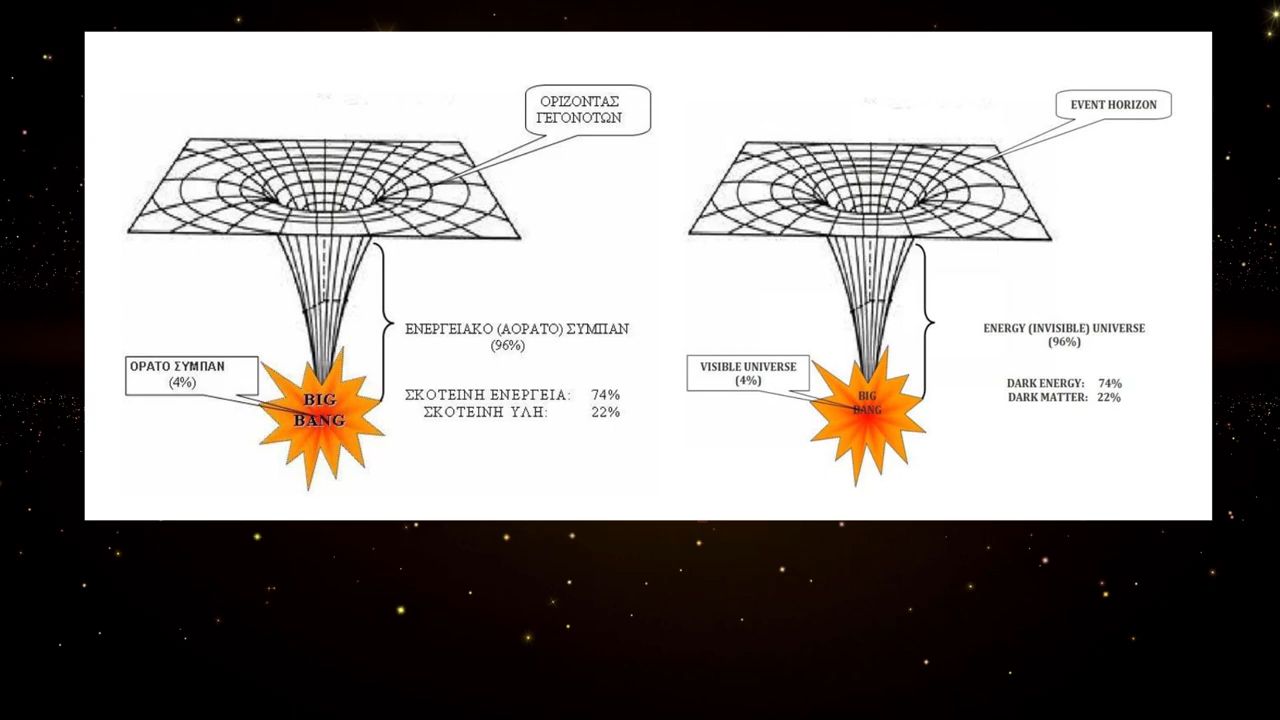 ΟΡΙΖΟΝΤΑΣ
ΓΕΓΟΝΟΤΩΝ
ΕΝΕΡΓΕΙΑΚΟ (ΑΟΡΑΤΟ) ΣΥΜΠΑΝ
(96%)
ΟΡΑΤΟ ΣΥΜΠΑΝ
(4%)
ΣΚΟΤΕΙΝΗ ΕΝΕΡΓΕΙΑ: 74%
ΣΚΟΤΕΙΝΗ ΥΛΗ: 22%
BIG
BANG
EVENT HORIZON
ENERGY (INVISIBLE) UNIVERSE
(96%)
VISIBLE UNIVERSE
(4%)
DARK ENERGY: 74%
DARK MATTER: 22%
BIG
BANG